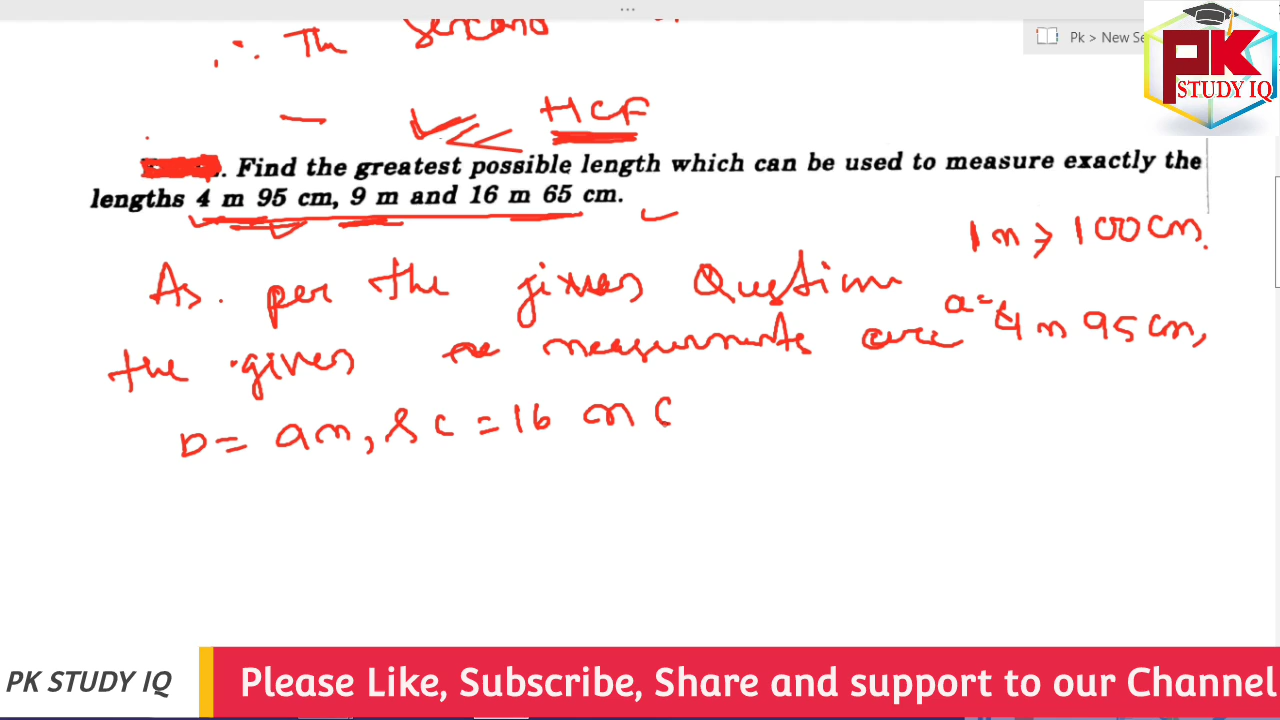 ∴ The Second
Pk > New Se
PK
STUDY IQ
HCF
. Find the greatest possible length which can be used to measure exactly the
lengths 4 m 95 cm, 9 m and 16 m 65 cm.
1m → 100cm.
As. per the given Question
the given measurments are a = 4 m 95 cm,
b = 9m, & c = 16 m 6
PK STUDY IQ
Please Like, Subscribe, Share and support to our Channel